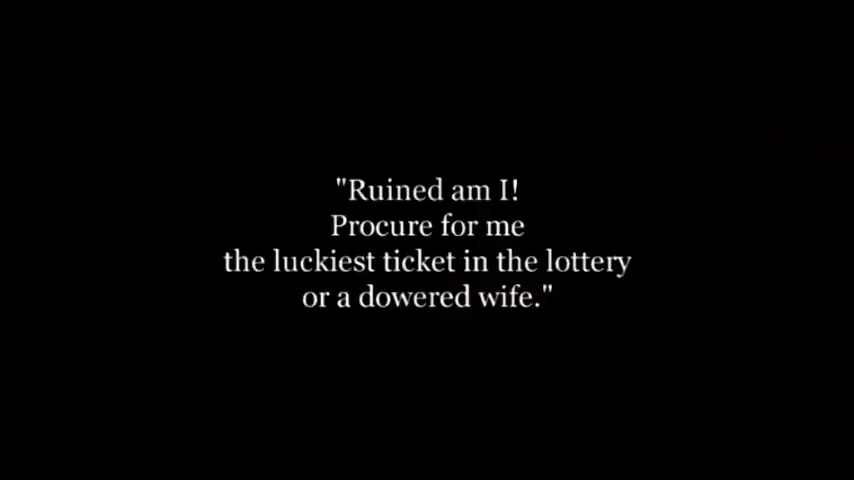 "Ruined am I!
Procure for me
the luckiest ticket in the lottery
or a dowered wife."